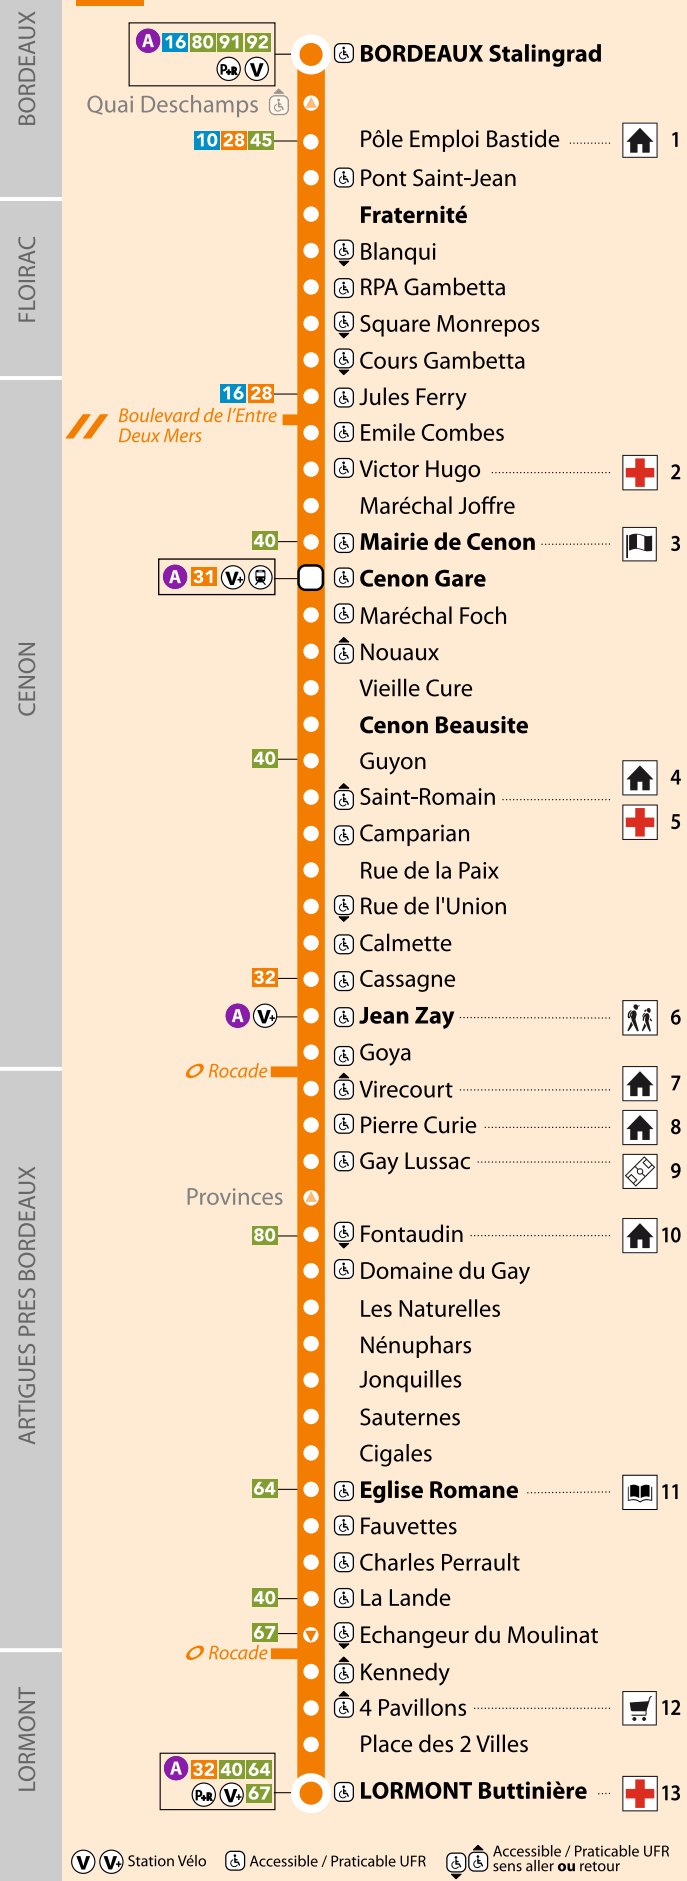 BORDEAUX
A 16 80 91 92
P+R V
BORDEAUX Stalingrad
Quai Deschamps
10 28 45
Pôle Emploi Bastide 1
Pont Saint-Jean
FLOIRAC
Fraternité
Blanqui
RPA Gambetta
Square Monrepos
Cours Gambetta
CENON
16 28
Jules Ferry
Boulevard de l'Entre
Deux Mers
Emile Combes
Victor Hugo 2
Maréchal Joffre
40 Mairie de Cenon 3
A 31 V+ Cenon Gare
Maréchal Foch
Nouaux
Vieille Cure
Cenon Beausite
40 Guyon
4
Saint-Romain
5
Camparian
Rue de la Paix
Rue de l'Union
Calmette
32 Cassagne
A V+ Jean Zay 6
Goya
Rocade
ARTIGUES PRES BORDEAUX
Virecourt 7
Pierre Curie 8
Gay Lussac 9
Provinces
80 Fontaudin 10
Domaine du Gay
Les Naturelles
Nénuphars
Jonquilles
Sauternes
Cigales
64 Eglise Romane 11
Fauvettes
Charles Perrault
40 La Lande
67 Echangeur du Moulinat
Rocade
LORMONT
Kennedy
4 Pavillons 12
Place des 2 Villes
A 32 40 64
P+R V+ 67
LORMONT Buttinière 13
V V+ Station Vélo
Accessible / Praticable UFR
Accessible / Praticable UFR
sens aller ou retour